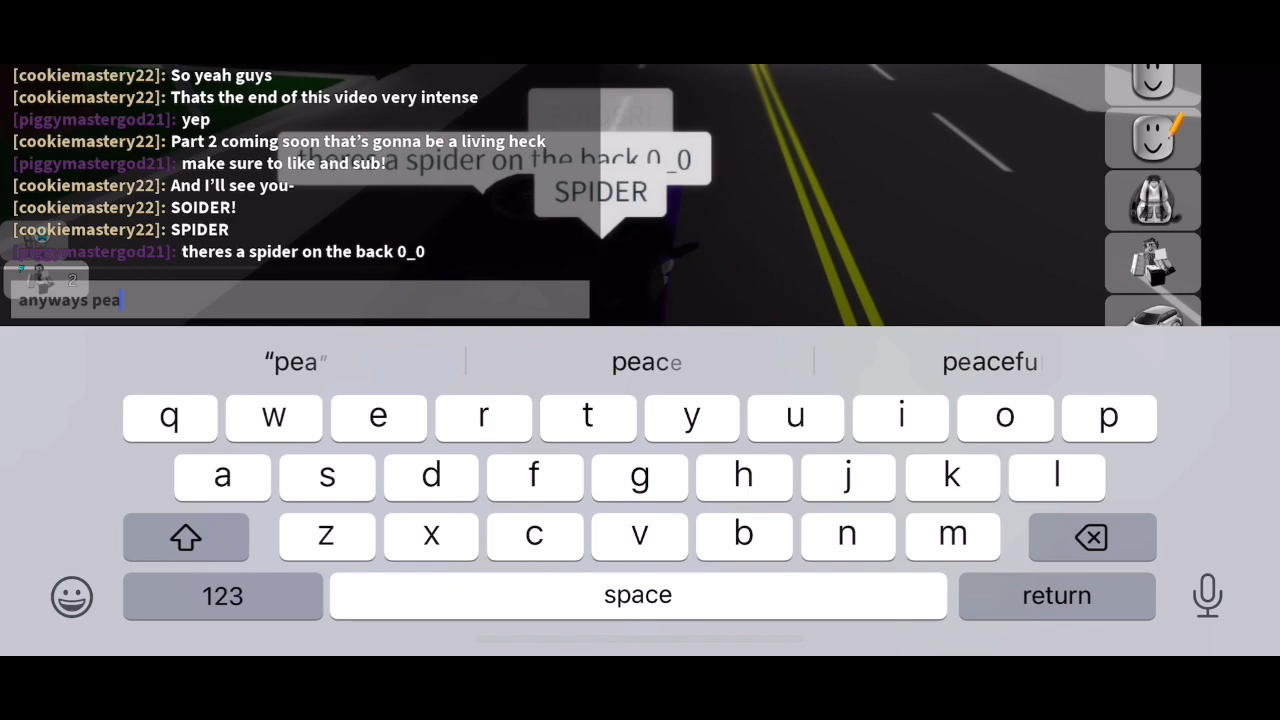 [cookiemastery22]: So yeah guys
[cookiemastery22]: Thats the end of this video very intense
[piggymastergod21]: yep
[cookiemastery22]: Part 2 coming soon that’s gonna be a living heck
[piggymastergod21]: make sure to like and sub!
[cookiemastery22]: And I’ll see you-
[cookiemastery22]: SOIDER!
[cookiemastery22]: SPIDER
[piggymastergod21]: theres a spider on the back 0_0
SOIDER!
theres a spider on the back 0_0
SPIDER
2
anyways pea
“pea”
peace
peacefu
q w e r t y u i o p
a s d f g h j k l
z x c v b n m
123 space return